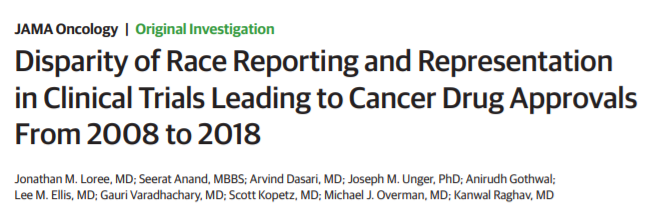 JAMA Oncology | Original Investigation
Disparity of Race Reporting and Representation
in Clinical Trials Leading to Cancer Drug Approvals
From 2008 to 2018
Jonathan M. Loree, MD; Seerat Anand, MBBS; Arvind Dasari, MD; Joseph M. Unger, PhD; Anirudh Gothwal;
Lee M. Ellis, MD; Gauri Varadhachary, MD; Scott Kopetz, MD; Michael J. Overman, MD; Kanwal Raghav, MD